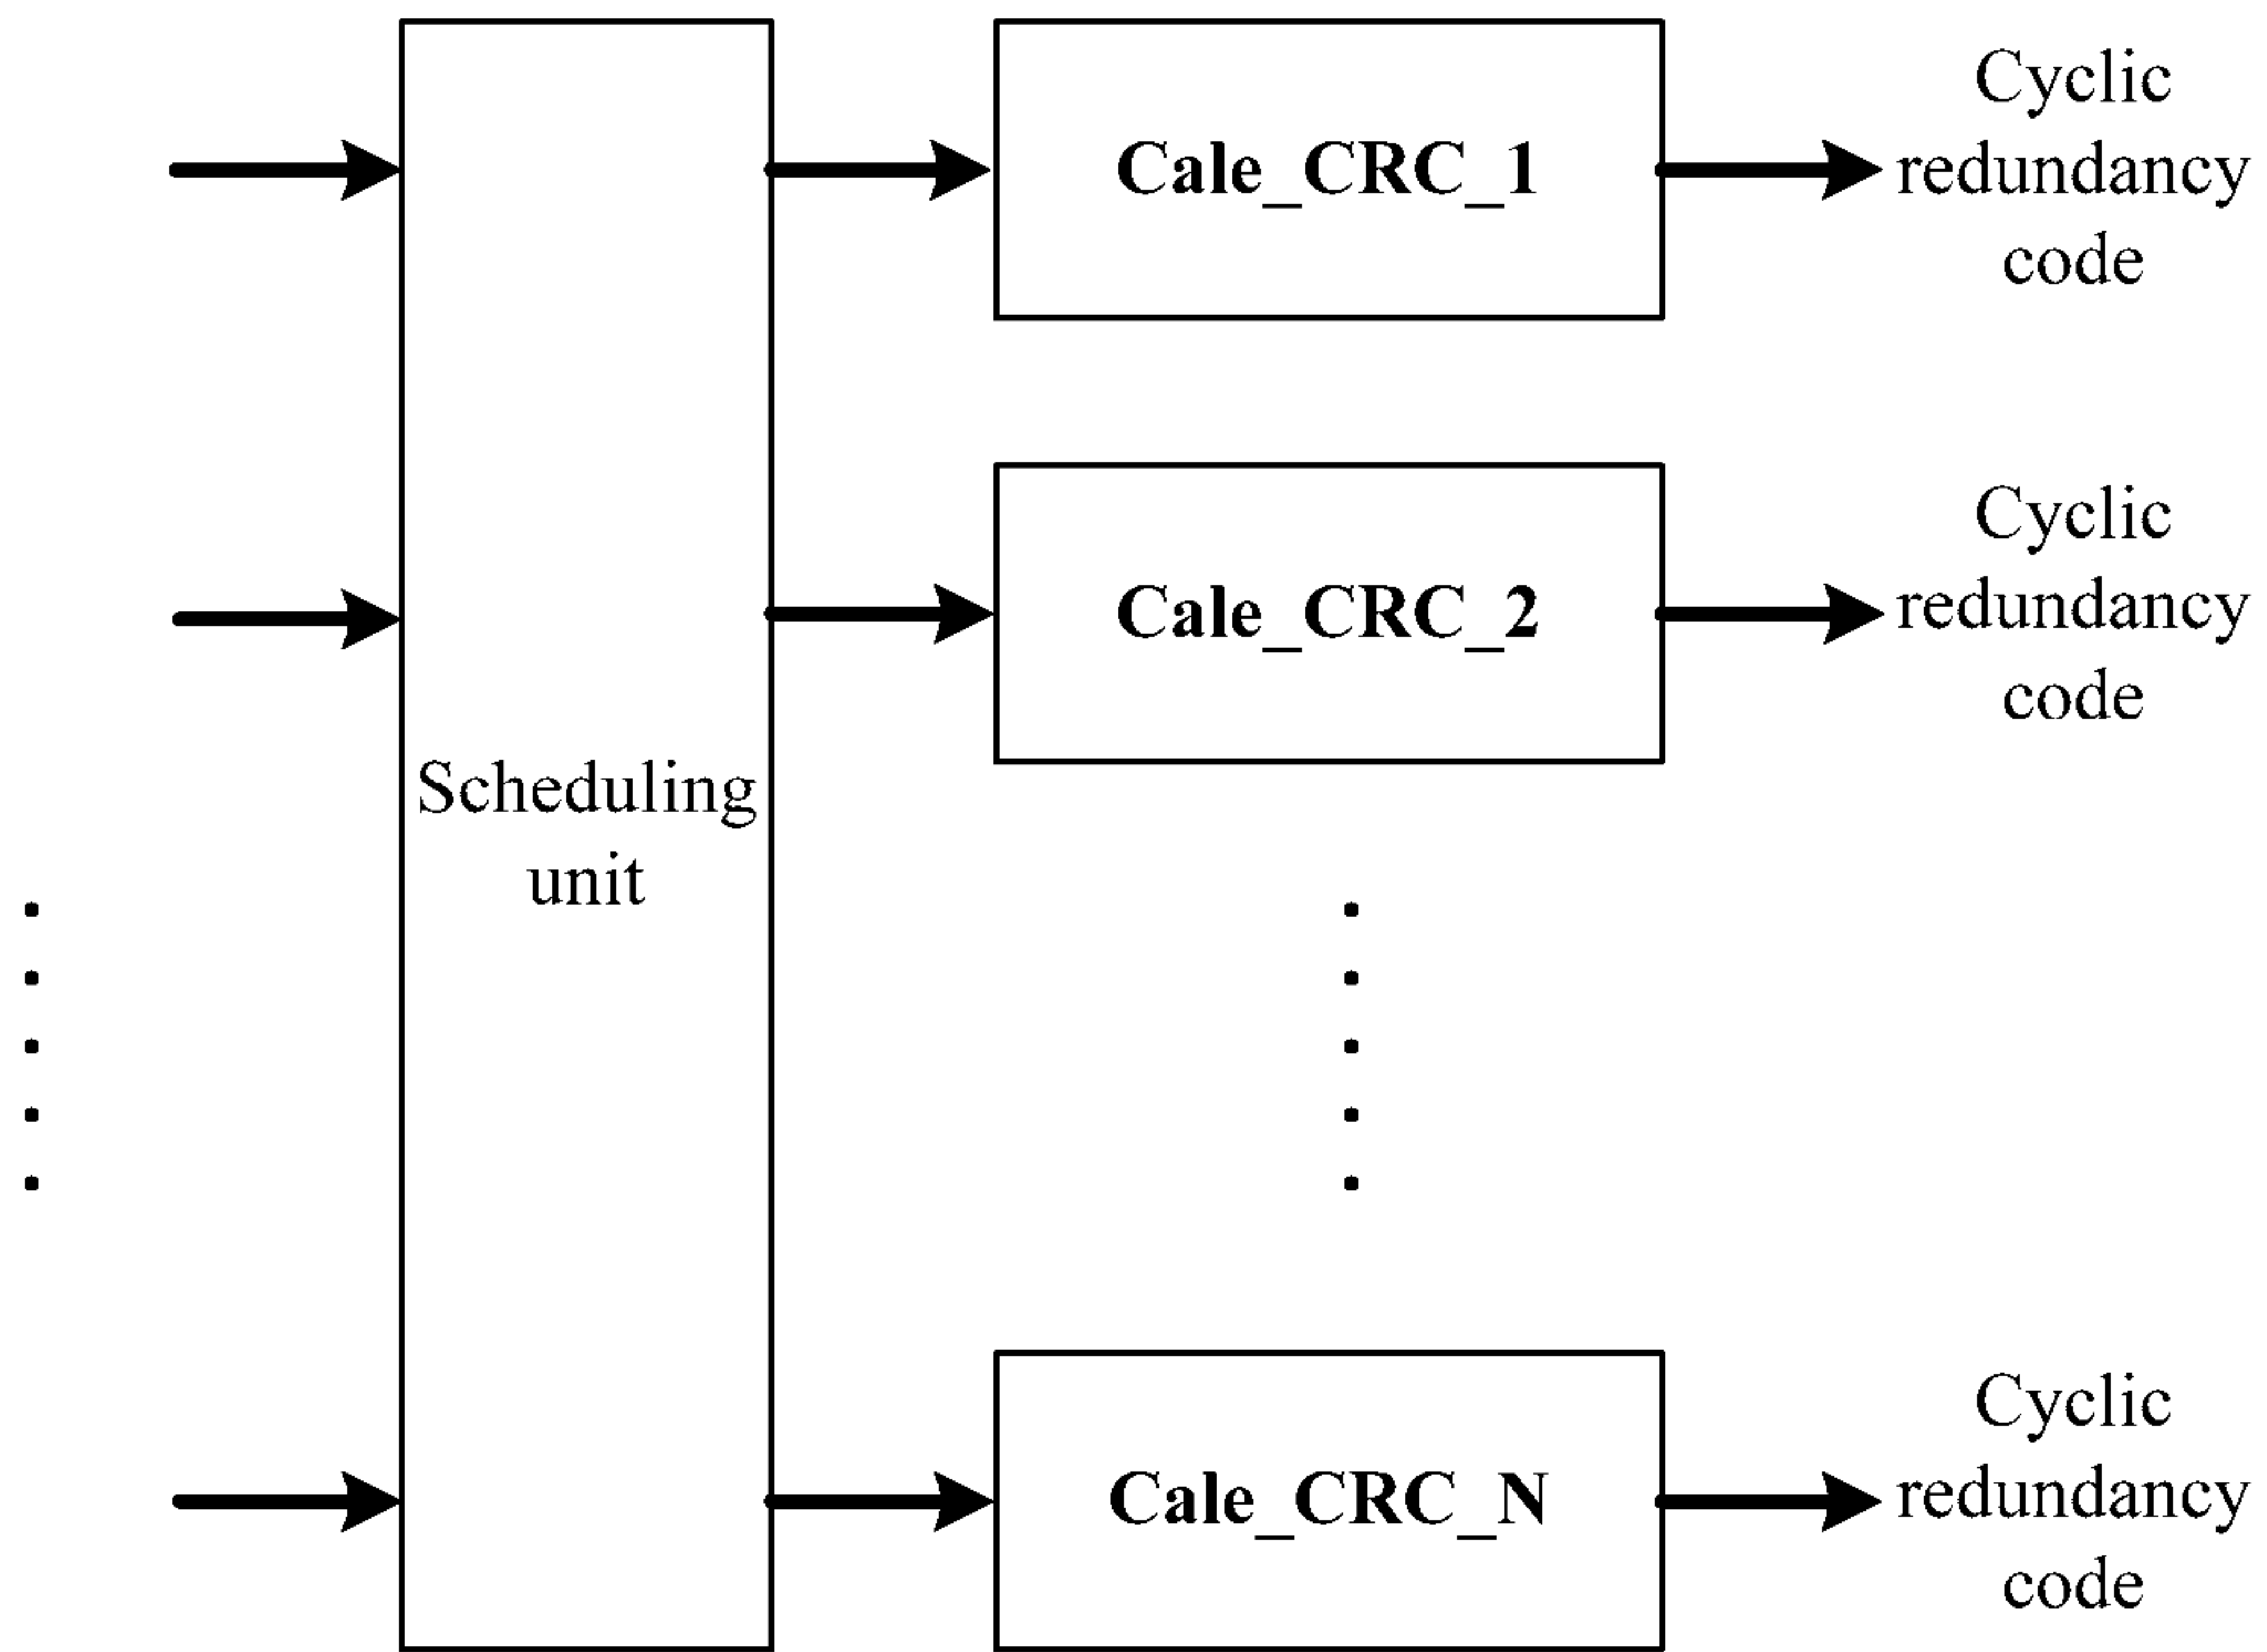 Cale_CRC_1
Cyclic
redundancy
code
Cale_CRC_2
Cyclic
redundancy
code
Scheduling
unit
Cale_CRC_N
Cyclic
redundancy
code